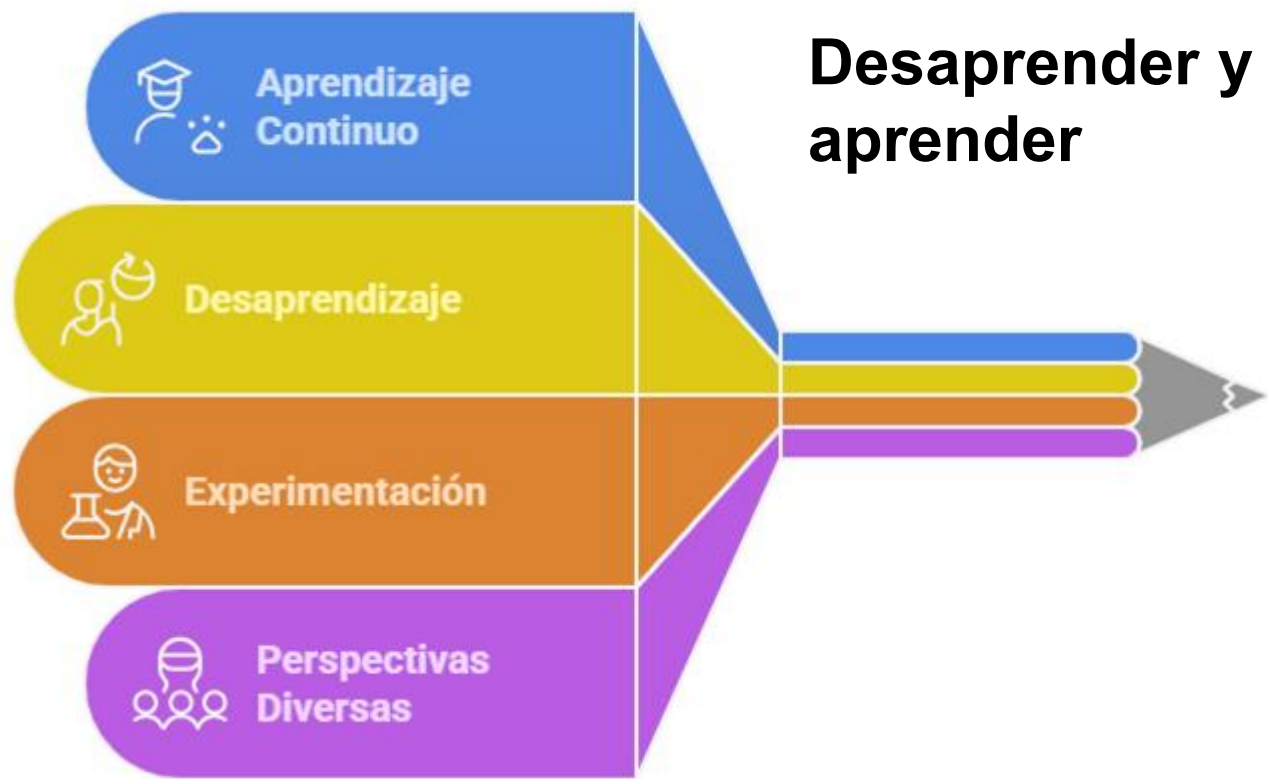 Desaprender y
aprender
Aprendizaje
Continuo
Desaprendizaje
Experimentación
Perspectivas
Diversas